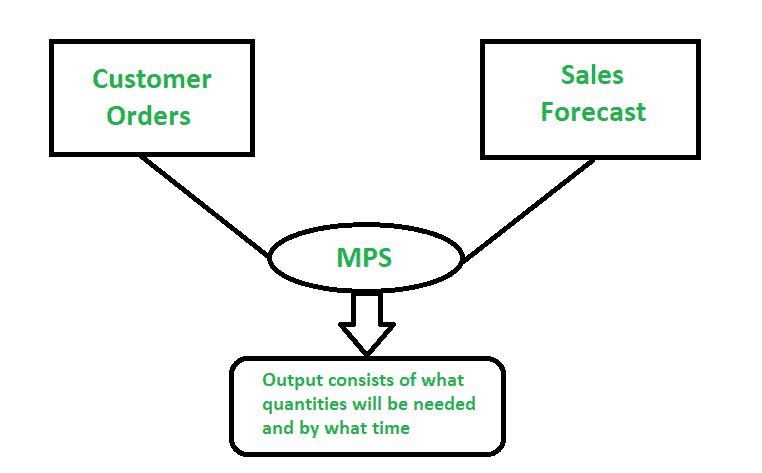 Customer
Orders
Sales
Forecast
MPS
Output consists of what
quantities will be needed
and by what time